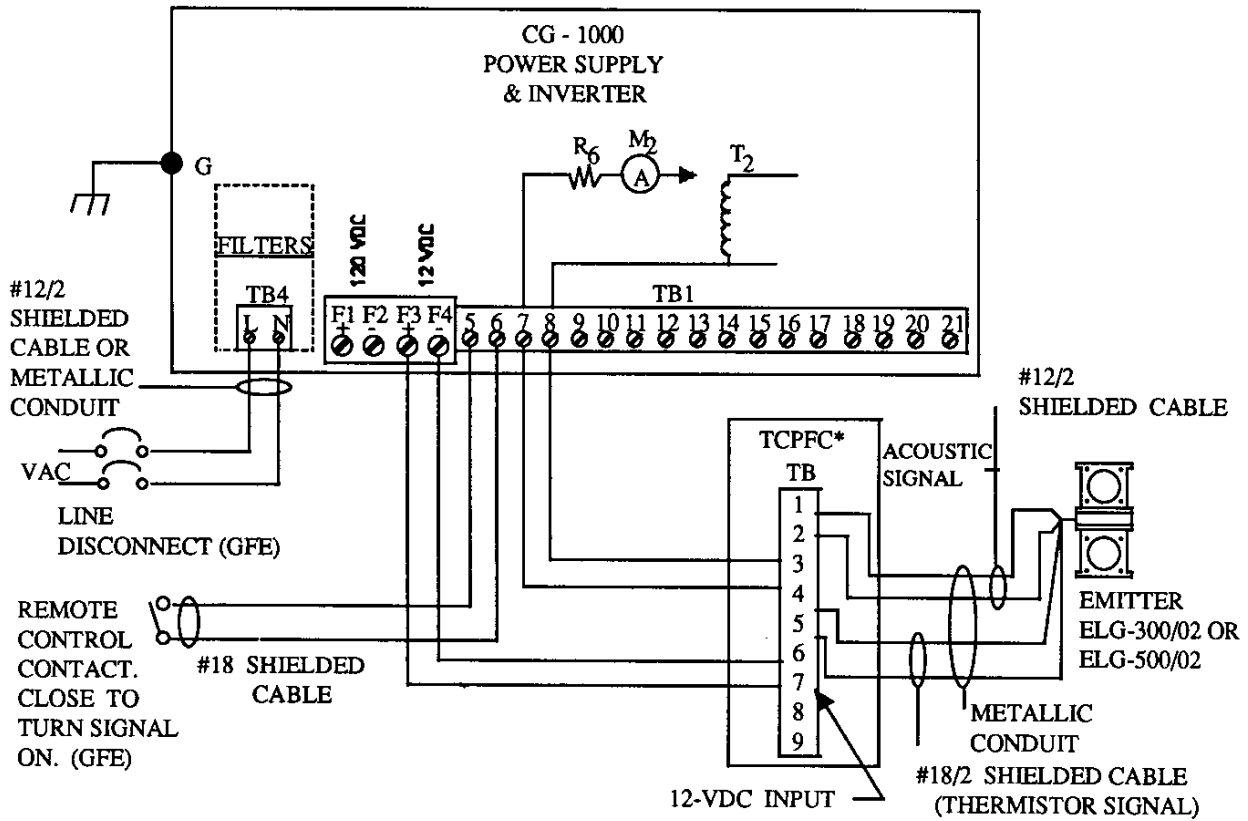 CG - 1000
POWER SUPPLY
& INVERTER
G
R6
M2
A
T2
FILTERS
120 VDC
12 VDC
TB4
L N
TB1
F1 F2 F3 F4 5 6 7 8 9 10 11 12 13 14 15 16 17 18 19 20 21
+ - + -
#12/2
SHIELDED
CABLE OR
METALLIC
CONDUIT
VAC
LINE
DISCONNECT (GFE)
REMOTE
CONTROL
CONTACT.
CLOSE TO
TURN SIGNAL
ON. (GFE)
#18 SHIELDED
CABLE
TCPFC*
TB
1
2
3
4
5
6
7
8
9
ACOUSTIC
SIGNAL
#12/2
SHIELDED CABLE
EMITTER
ELG-300/02 OR
ELG-500/02
METALLIC
CONDUIT
#18/2 SHIELDED CABLE
(THERMISTOR SIGNAL)
12-VDC INPUT